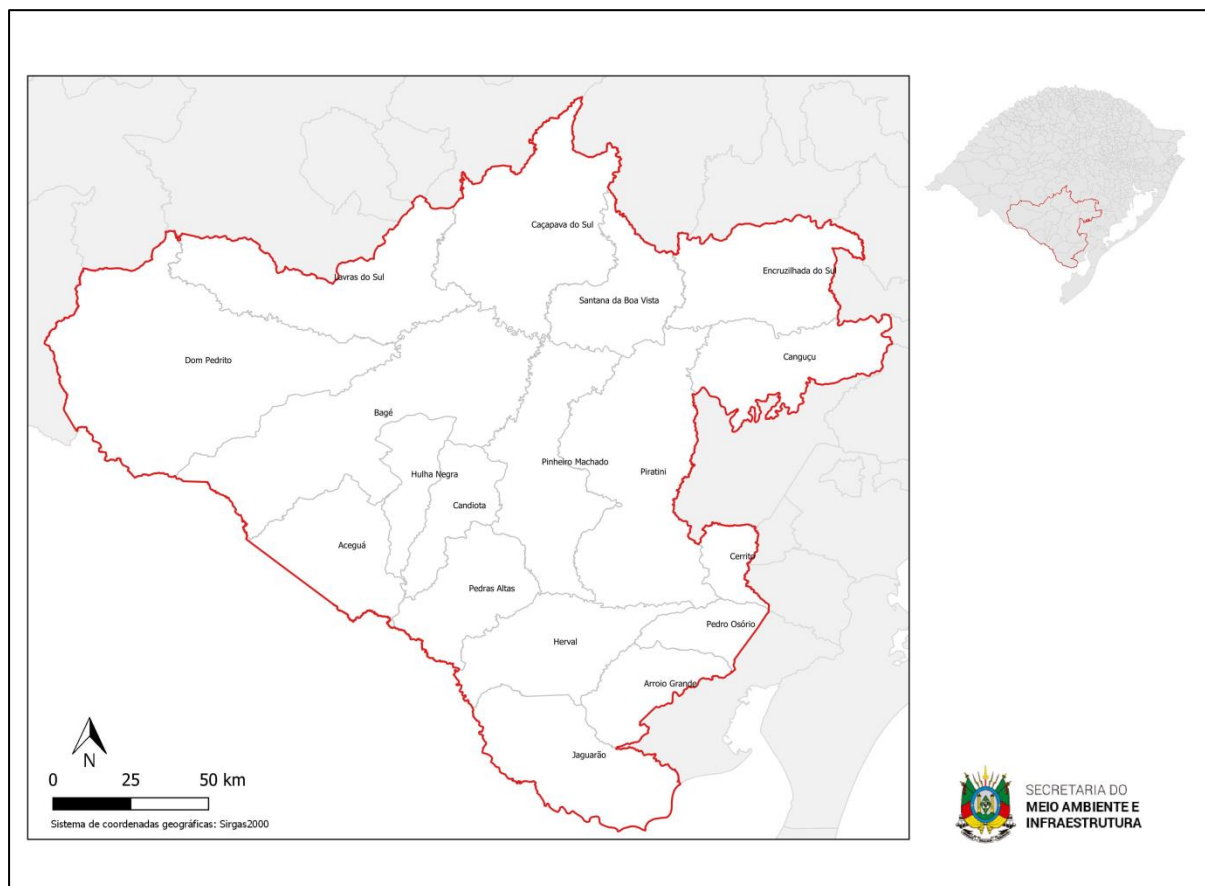 Caçapava do Sul
Lavras do Sul
Encruzilhada do Sul
Santana da Boa Vista
Dom Pedrito
Canguçu
Bagé
Hulha Negra
Pinheiro Machado
Piratini
Candiota
Aceguá
Cerrito
Pedras Altas
Pedro Osório
Herval
Arroio Grande
Jaguarão
N
0 25 50 km
Sistema de coordenadas geográficas: Sirgas2000
SECRETARIA DO
MEIO AMBIENTE E
INFRAESTRUTURA